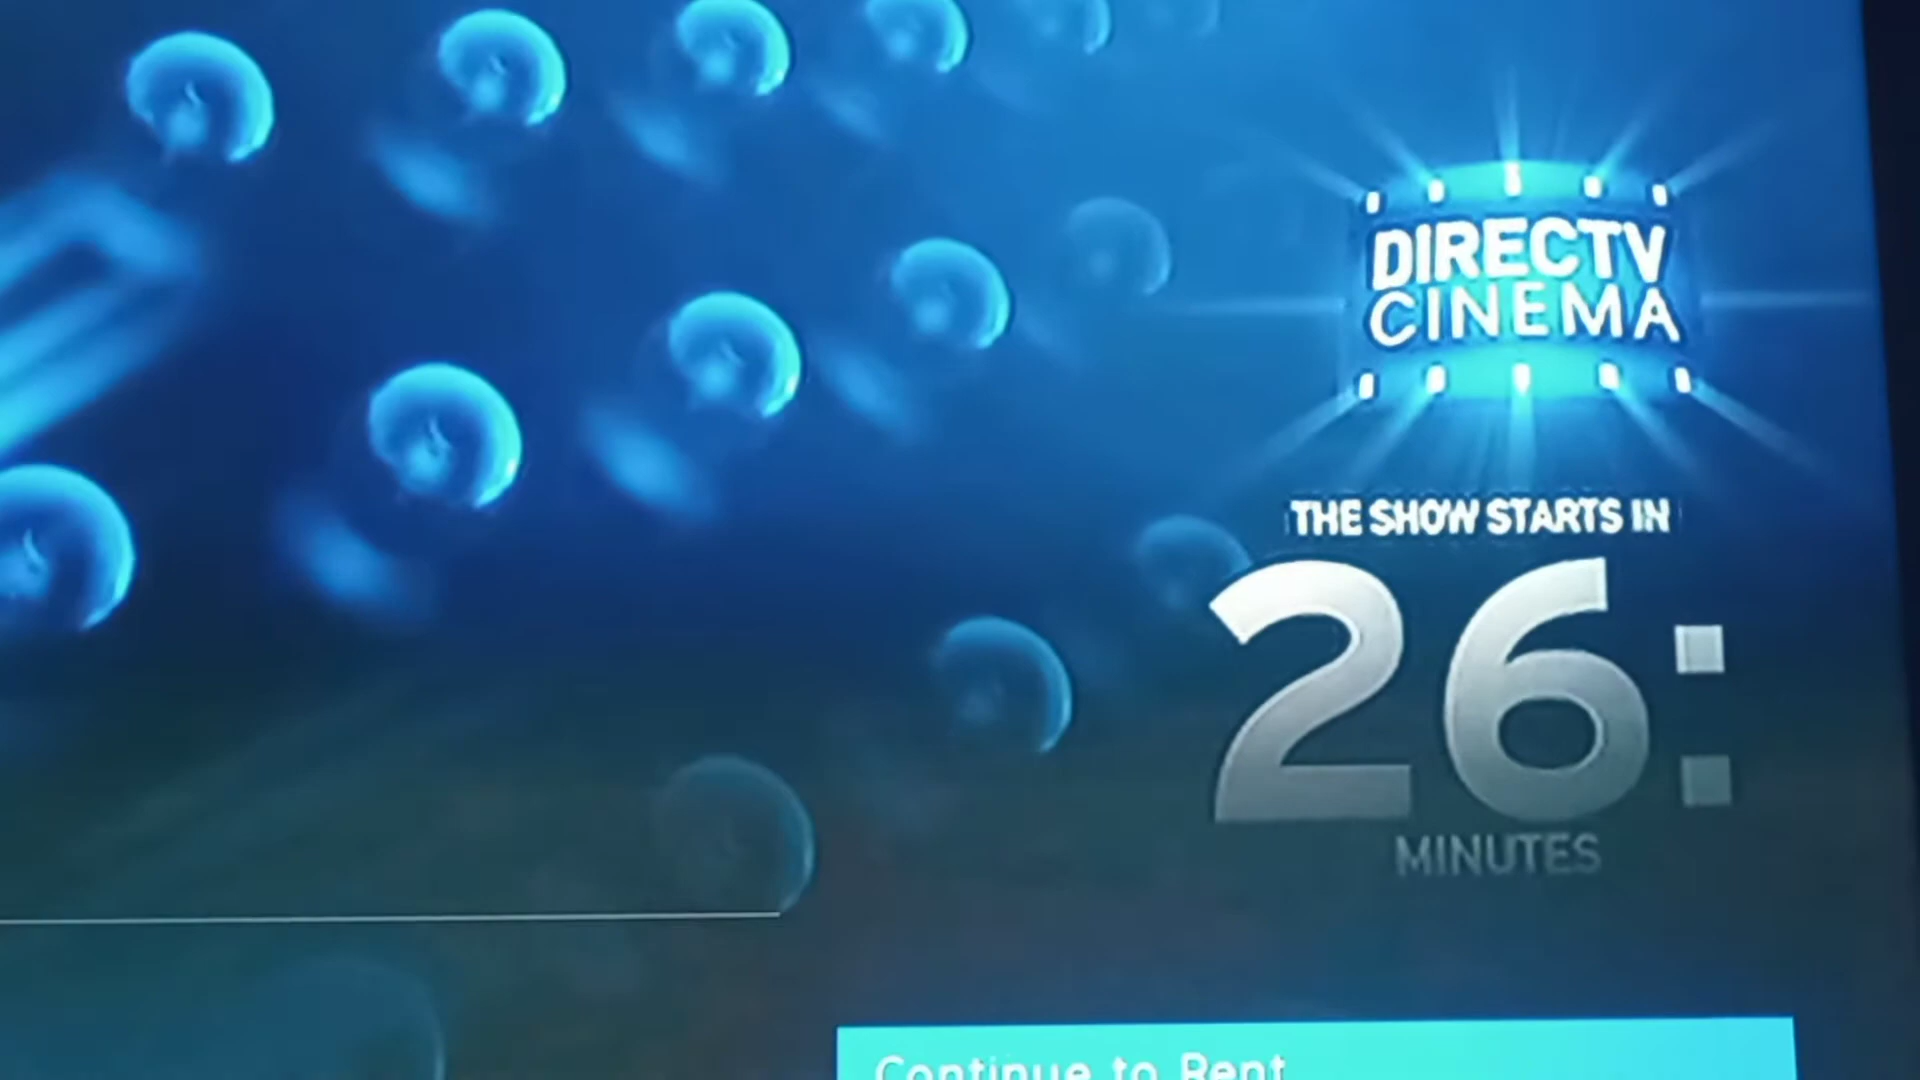 DIRECTV
CINEMA
THE SHOW STARTS IN
26:
MINUTES
Continue to Rent